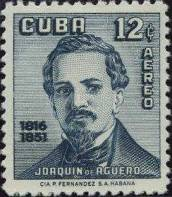 CUBA 12¢
AEREO
1816
1851
JOAQUIN de AGUERO
CIA. P. FERNANDEZ S.A. HABANA